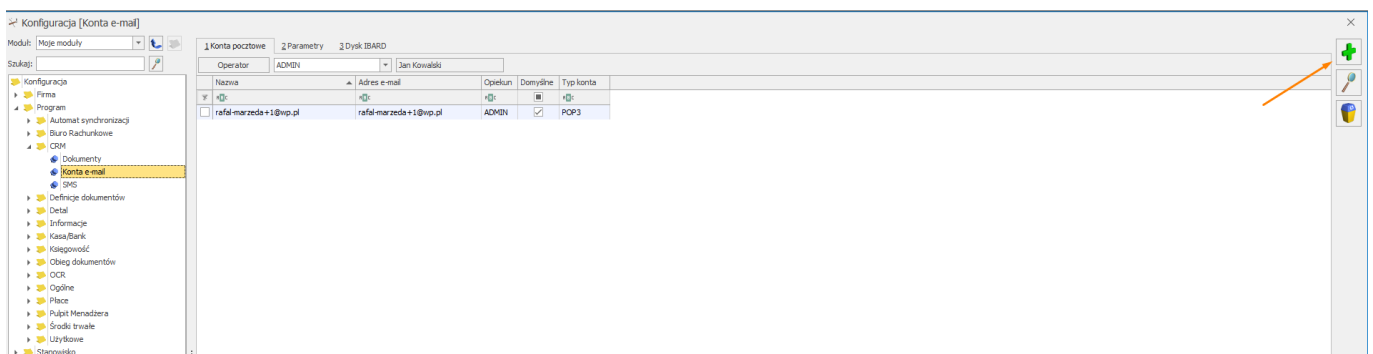 Konfiguracja [Konta e-mail]
Moduł: Moje moduły
Szukaj:
Konfiguracja
Firma
Program
Automat synchronizacji
Biuro Rachunkowe
CRM
Dokumenty
Konta e-mail
SMS
Definicje dokumentów
Detal
Informacje
Kasa/Bank
Księgowość
Obieg dokumentów
OCR
Ogólne
Płace
Pulpit Menadżera
Środki trwałe
Użytkowe
Stanowisko
1 Konta pocztowe 2 Parametry 3 Dysk IBARD
Operator ADMIN Jan Kowalski
Nazwa Adres e-mail Opiekun Domyślne Typ konta
rafal-marzeda+1@wp.pl rafal-marzeda+1@wp.pl ADMIN POP3